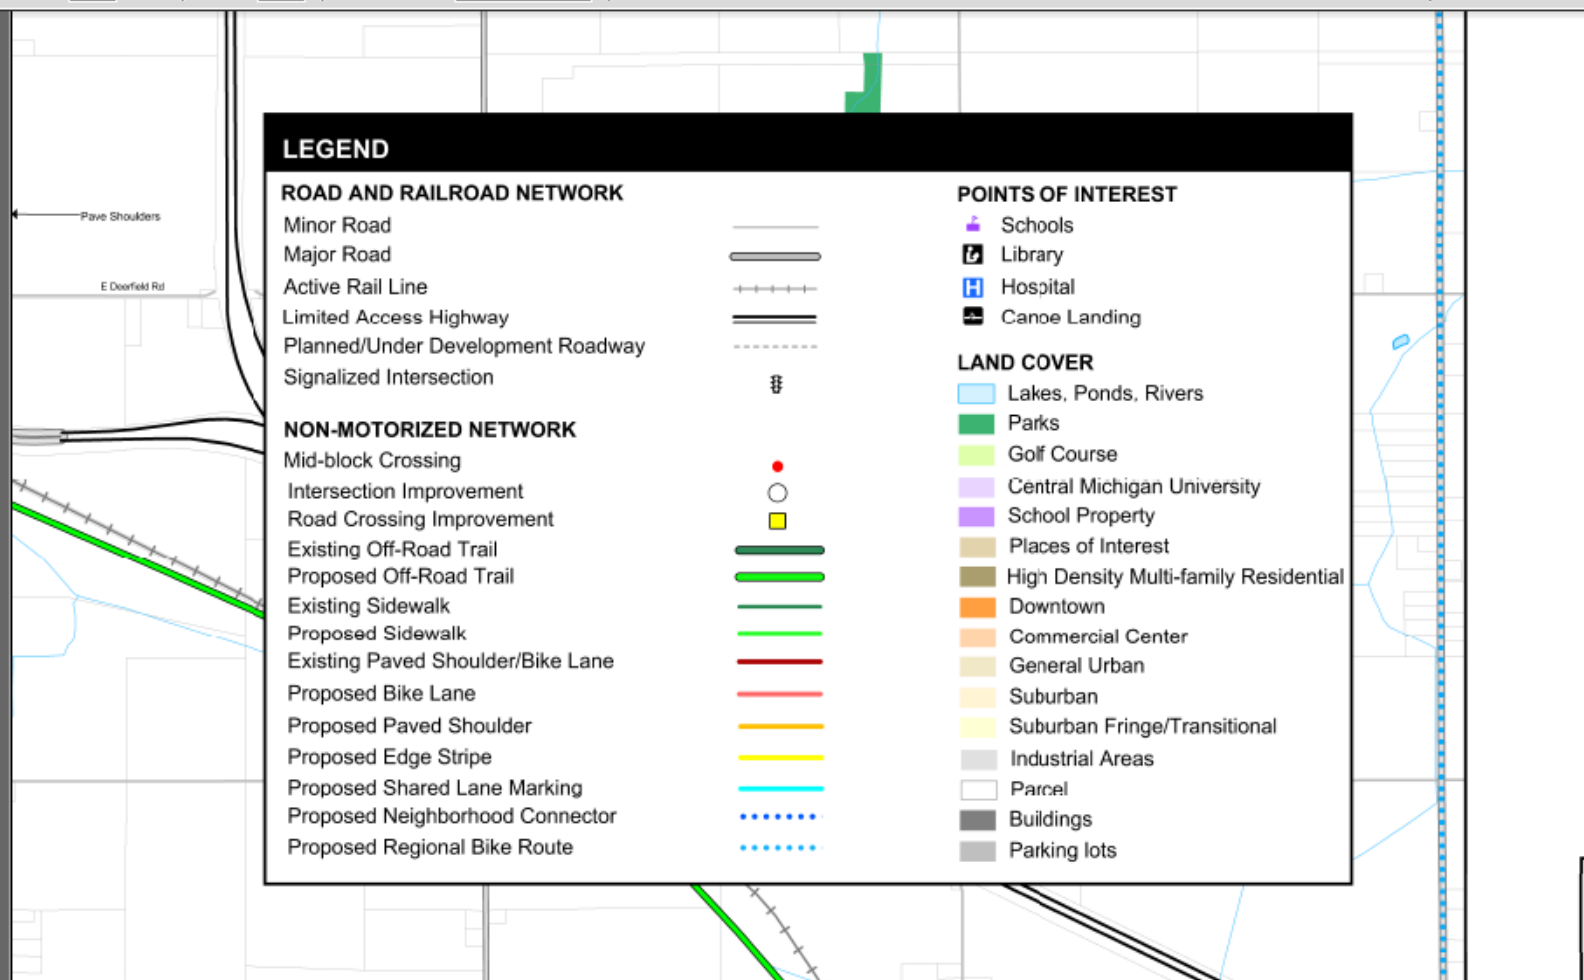 Pave Shoulders
E Deerfield Rd
LEGEND
ROAD AND RAILROAD NETWORK
Minor Road
Major Road
Active Rail Line
Limited Access Highway
Planned/Under Development Roadway
Signalized Intersection
NON-MOTORIZED NETWORK
Mid-block Crossing
Intersection Improvement
Road Crossing Improvement
Existing Off-Road Trail
Proposed Off-Road Trail
Existing Sidewalk
Proposed Sidewalk
Existing Paved Shoulder/Bike Lane
Proposed Bike Lane
Proposed Paved Shoulder
Proposed Edge Stripe
Proposed Shared Lane Marking
Proposed Neighborhood Connector
Proposed Regional Bike Route
POINTS OF INTEREST
Schools
Library
H Hospital
Canoe Landing
LAND COVER
Lakes, Ponds, Rivers
Parks
Golf Course
Central Michigan University
School Property
Places of Interest
High Density Multi-family Residential
Downtown
Commercial Center
General Urban
Suburban
Suburban Fringe/Transitional
Industrial Areas
Parcel
Buildings
Parking lots